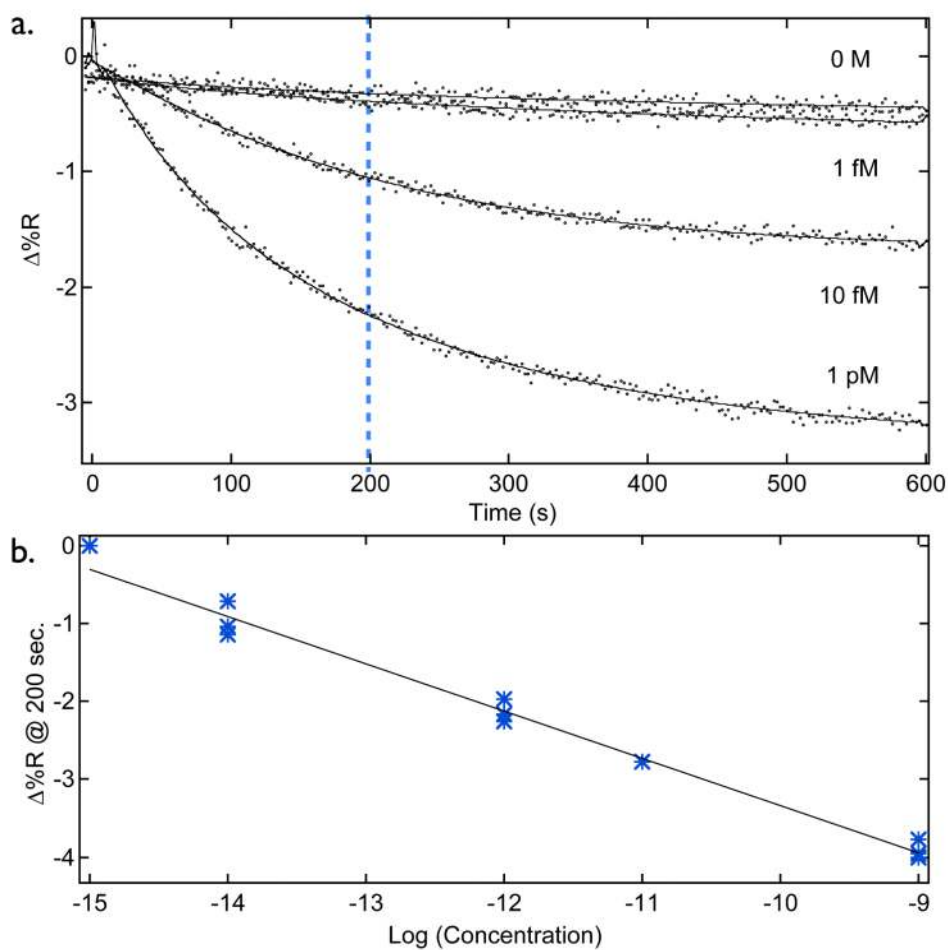 a.
0
-1
-2
-3
Δ%R
0 M
1 fM
10 fM
1 pM
0 100 200 300 400 500 600
Time (s)
b.
0
-1
-2
-3
-4
Δ%R @ 200 sec.
-15 -14 -13 -12 -11 -10 -9
Log (Concentration)